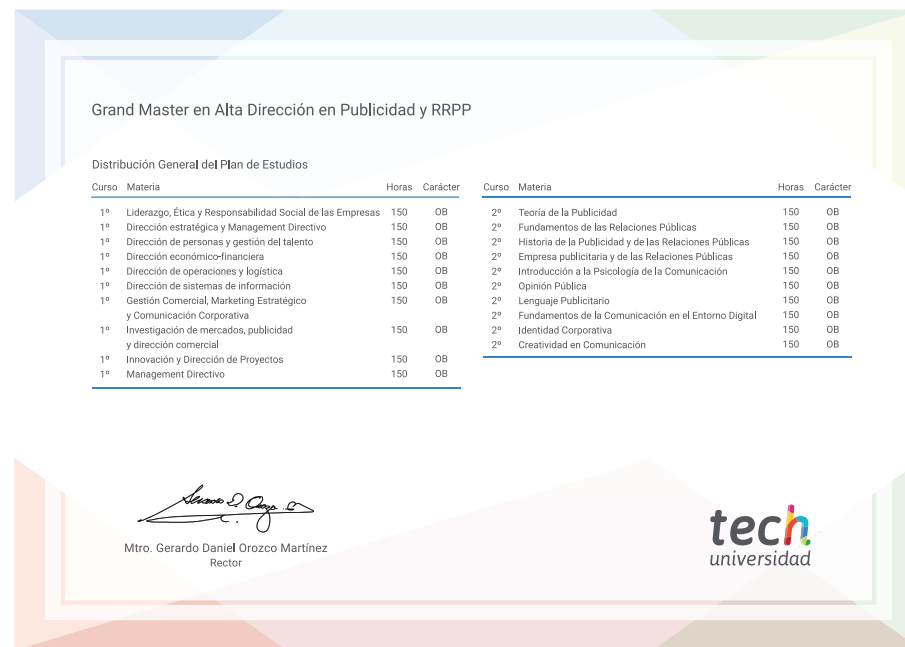 Grand Master en Alta Dirección en Publicidad y RRPP
Distribución General del Plan de Estudios
Curso Materia Horas Carácter
1º Liderazgo, Ética y Responsabilidad Social de las Empresas 150 OB
1º Dirección estratégica y Management Directivo 150 OB
1º Dirección de personas y gestión del talento 150 OB
1º Dirección económico-financiera 150 OB
1º Dirección de operaciones y logística 150 OB
1º Dirección de sistemas de información 150 OB
1º Gestión Comercial, Marketing Estratégico 150 OB
y Comunicación Corporativa
1º Investigación de mercados, publicidad 150 OB
y dirección comercial
1º Innovación y Dirección de Proyectos 150 OB
1º Management Directivo 150 OB
Curso Materia Horas Carácter
2º Teoría de la Publicidad 150 OB
2º Fundamentos de las Relaciones Públicas 150 OB
2º Historia de la Publicidad y de las Relaciones Públicas 150 OB
2º Empresa publicitaria y de las Relaciones Públicas 150 OB
2º Introducción a la Psicología de la Comunicación 150 OB
2º Opinión Pública 150 OB
2º Lenguaje Publicitario 150 OB
2º Fundamentos de la Comunicación en el Entorno Digital 150 OB
2º Identidad Corporativa 150 OB
2º Creatividad en Comunicación 150 OB
Mtro. Gerardo Daniel Orozco Martínez
Rector
tech
universidad